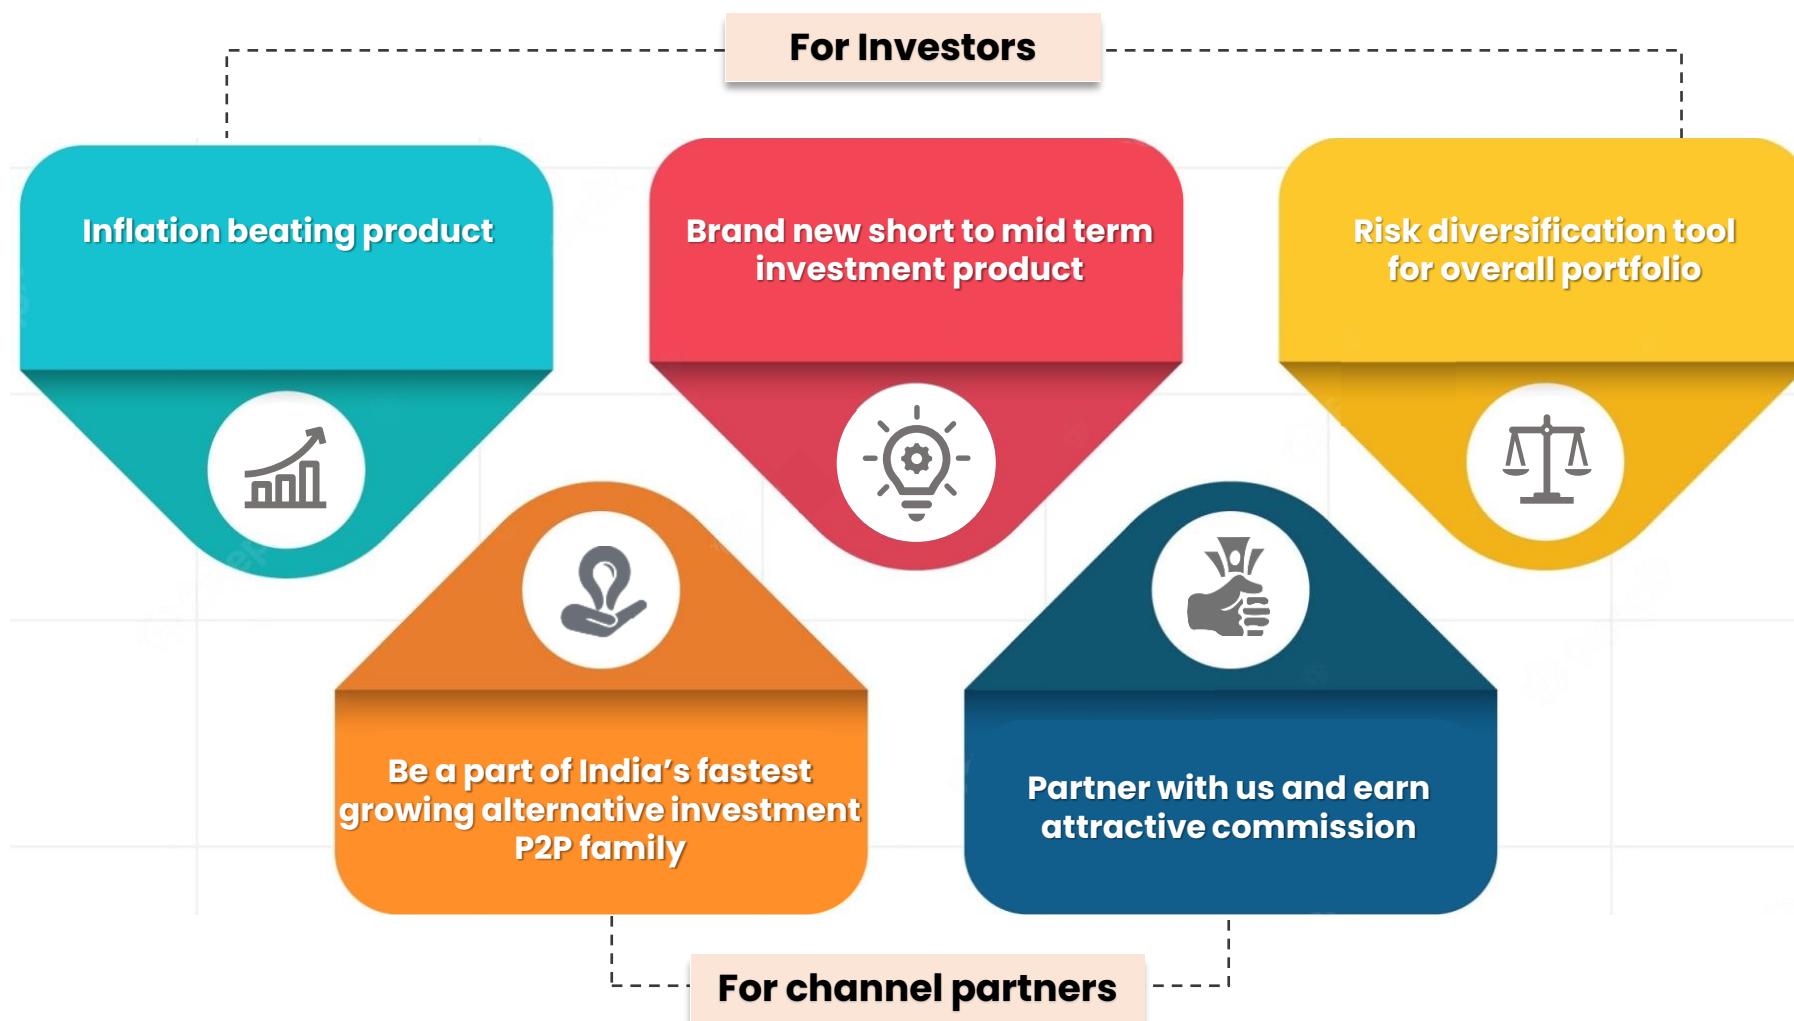 For Investors
Inflation beating product
Brand new short to mid term
investment product
Risk diversification tool
for overall portfolio
Be a part of India’s fastest
growing alternative investment
P2P family
Partner with us and earn
attractive commission
For channel partners